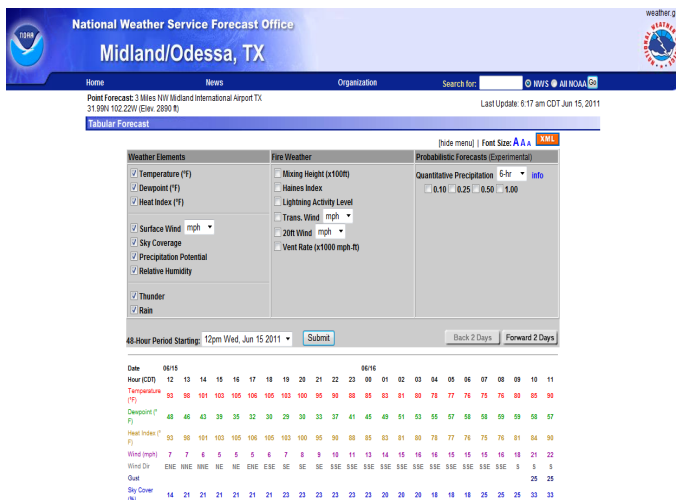 weather.g
NOAA
National Weather Service Forecast Office
Midland/Odessa, TX
Home News Organization Search for: NWS All NOAA Go
Point Forecast: 3 Miles NW Midland International Airport TX
31.99N 102.22W (Elev. 2890 ft)
Last Update: 6:17 am CDT Jun 15, 2011
Tabular Forecast
[hide menu] | Font Size: A A A XML
Weather Elements Fire Weather Probabilistic Forecasts (Experimental)
Temperature (°F) Mixing Height (x100ft) Quantitative Precipitation 6-hr info
Dewpoint (°F) Haines Index 0.10 0.25 0.50 1.00
Heat Index (°F) Lightning Activity Level
Trans. Wind mph
Surface Wind mph 20ft Wind mph
Sky Coverage Vent Rate (x1000 mph-ft)
Precipitation Potential
Relative Humidity
Thunder
Rain
48-Hour Period Starting: 12pm Wed, Jun 15 2011 Submit Back 2 Days Forward 2 Days
Date 06/15 06/16
Hour (CDT) 12 13 14 15 16 17 18 19 20 21 22 23 00 01 02 03 04 05 06 07 08 09 10 11
Temperature (°F) 93 98 101 103 105 106 105 103 100 95 90 88 85 83 81 80 78 77 76 75 76 80 85 90
Dewpoint (°F) 48 46 43 39 35 32 30 29 30 33 37 41 45 49 51 53 55 57 58 58 59 59 58 57
Heat Index (°F) 93 98 101 103 105 106 105 103 100 95 90 88 85 83 81 80 78 77 76 75 76 81 84 90
Wind (mph) 7 7 6 5 5 5 6 7 8 9 10 11 13 14 15 16 16 15 15 15 16 18 21 22
Wind Dir ENE NNE NNE NE NE ENE ESE SE SE SE SSE SSE SSE SSE SSE SSE SSE SSE SSE SSE SSE S S S
Gust 25 25
Sky Cover (%) 14 21 21 21 21 21 21 23 23 23 23 23 23 20 20 20 18 18 18 25 25 25 33 33